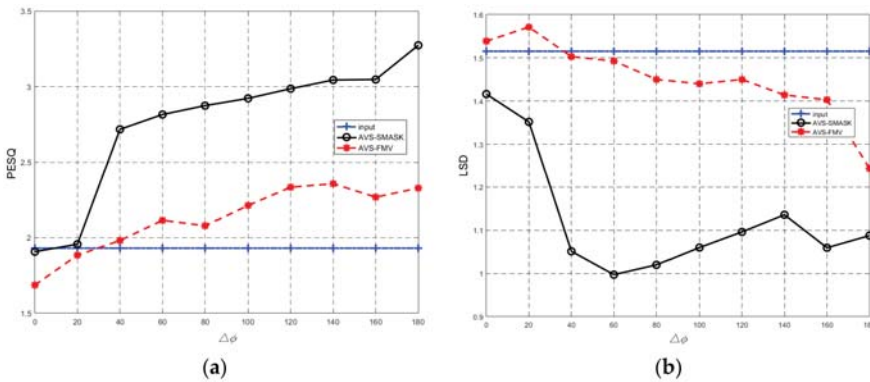 3.5
3
2.5
2
1.5
PESQ
input
AVS-SMASK
AVS-FMV
0 20 40 60 80 100 120 140 160 180
△ϕ
(a)
1.6
1.5
1.4
1.3
1.2
1.1
1
0.9
LSD
input
AVS-SMASK
AVS-FMV
0 20 40 60 80 100 120 140 160 180
△ϕ
(b)